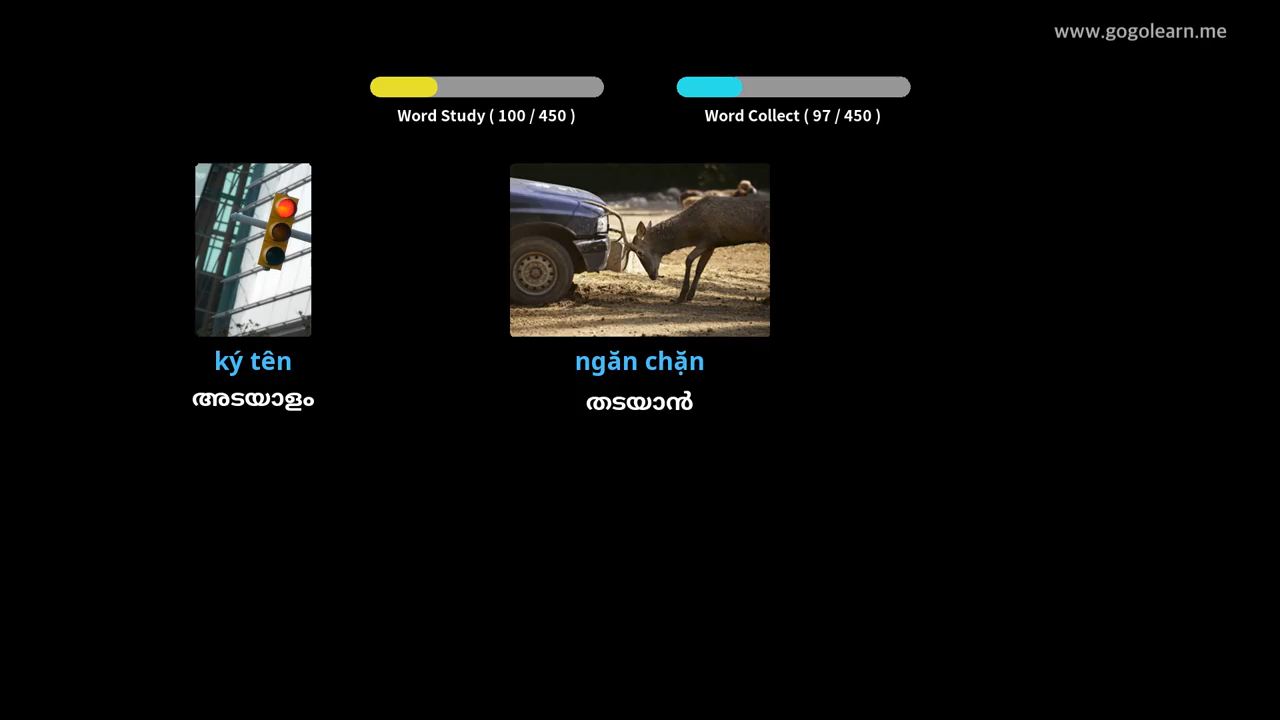 www.gogolearn.me
Word Study ( 100 / 450 )
Word Collect ( 97 / 450 )
ký tên
അടയാളം
ngăn chặn
തടയാൻ